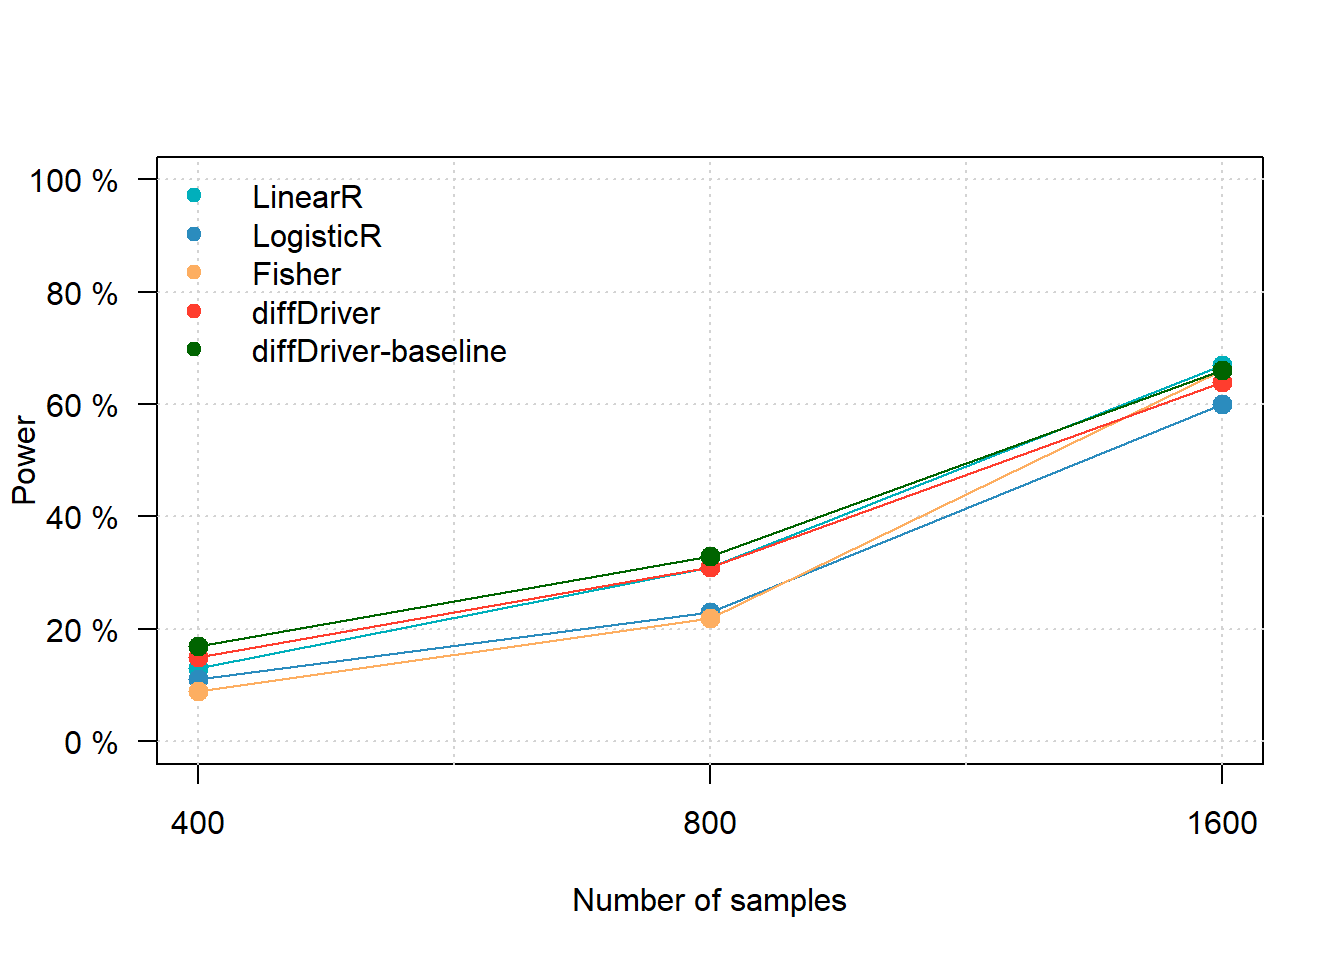 100 %
80 %
60 %
40 %
20 %
0 %
Power
LinearR
LogisticR
Fisher
diffDriver
diffDriver-baseline
400
800
1600
Number of samples